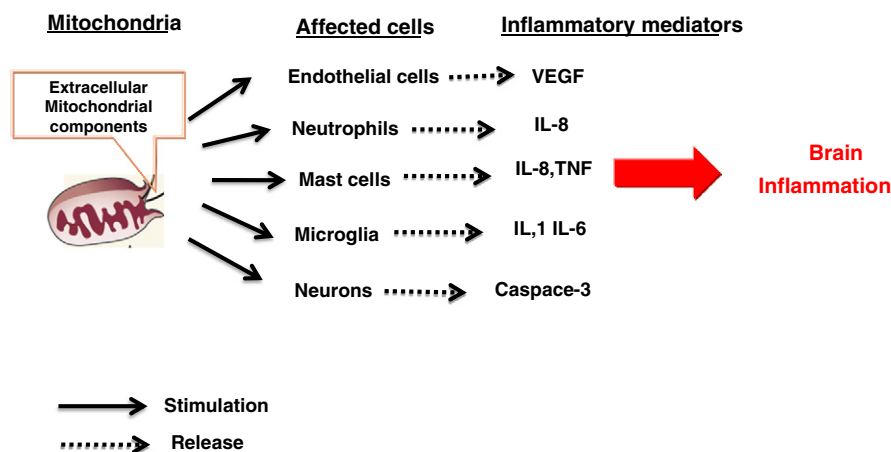 Mitochondria
Affected cells
Inflammatory mediators
Extracellular
Mitochondrial
components
Endothelial cells
VEGF
Neutrophils
IL-8
Mast cells
IL-8,TNF
Microglia
IL,1 IL-6
Neurons
Caspace-3
Brain
Inflammation
Stimulation
Release